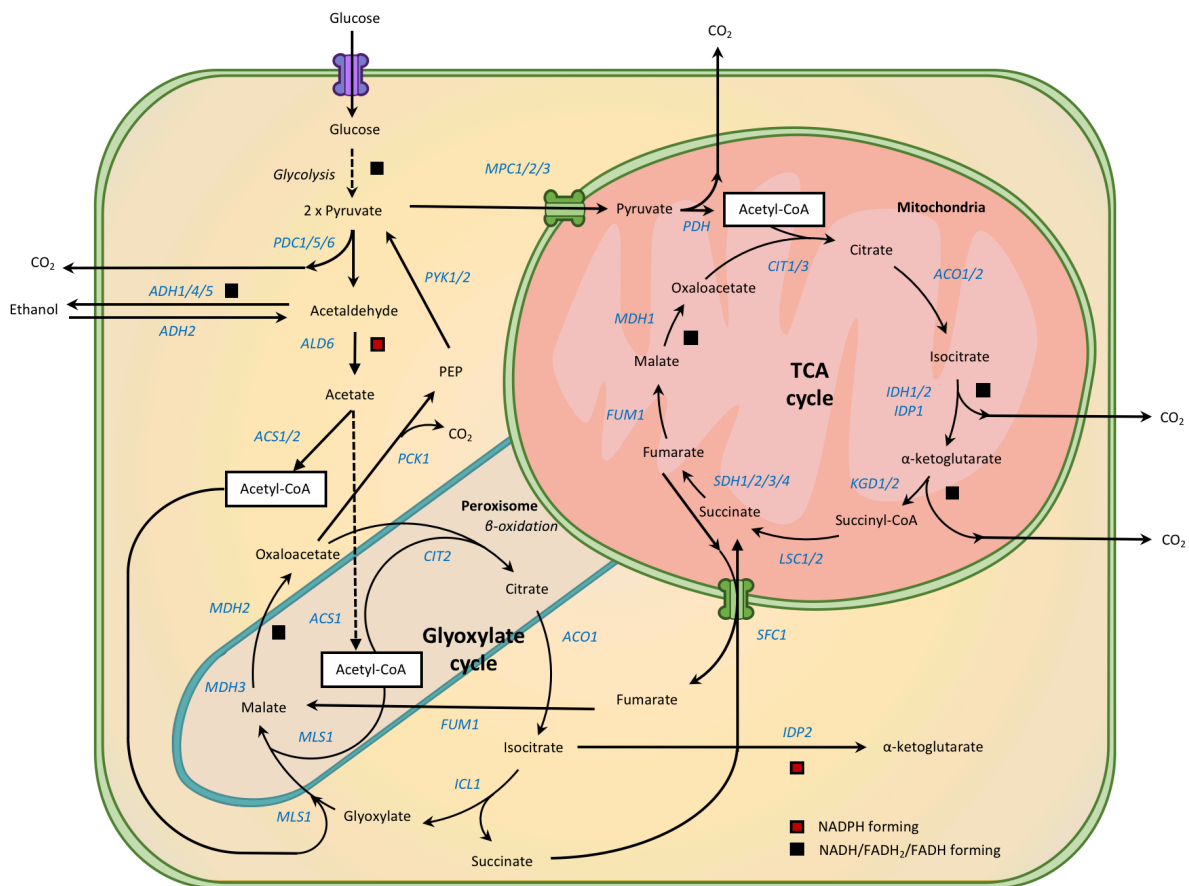 Glucose
CO₂
Glucose
Glycolysis
MPC1/2/3
2 x Pyruvate
Pyruvate
PDH
Acetyl-CoA
Mitochondria
PDC1/5/6
CO₂
CIT1/3
Citrate
ACO1/2
PYK1/2
Oxaloacetate
ADH1/4/5
Ethanol
Acetaldehyde
ADH2
MDH1
ALD6
Malate
Isocitrate
PEP
TCA
cycle
IDH1/2
IDP1
CO₂
Acetate
FUM1
ACS1/2
CO₂
PCK1
Fumarate
α-ketoglutarate
SDH1/2/3/4
KGD1/2
Acetyl-CoA
Peroxisome
β-oxidation
Succinate
Succinyl-CoA
CO₂
Oxaloacetate
CIT2
LSC1/2
Citrate
MDH2
ACS1
Glyoxylate
cycle
ACO1
SFC1
Acetyl-CoA
MDH3
Malate
Fumarate
FUM1
MLS1
Isocitrate
IDP2
α-ketoglutarate
ICL1
MLS1
Glyoxylate
Succinate
NADPH forming
NADH/FADH₂/FADH forming